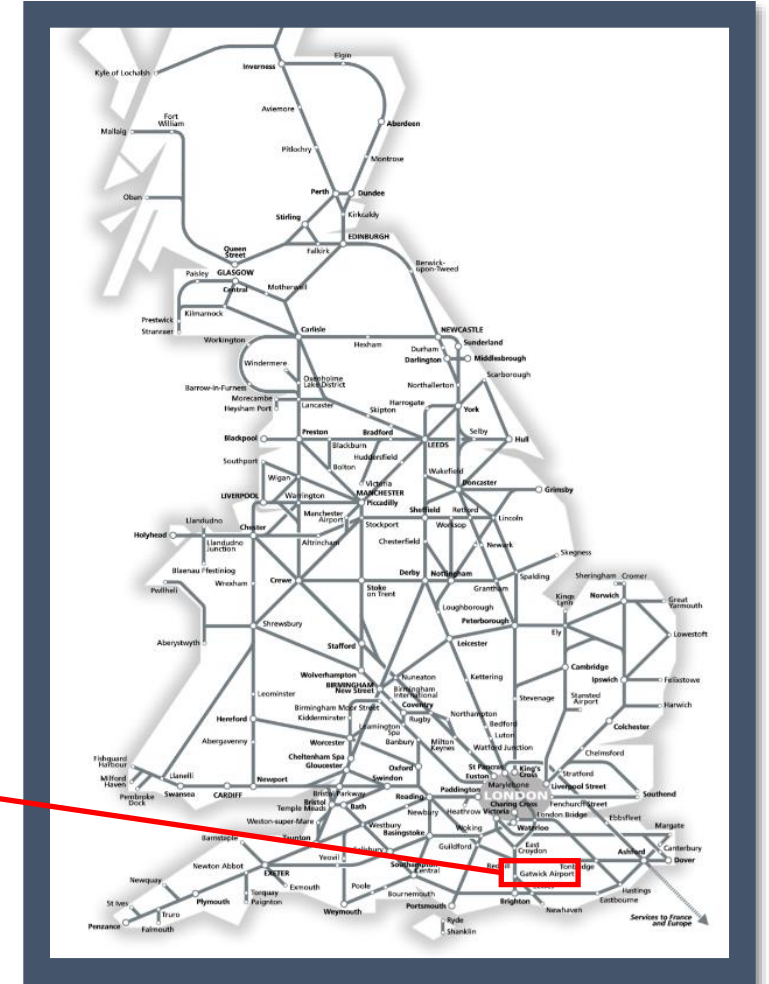 Elgin
Inverness
Kyle of Lochalsh
Aviemore
Fort
William
Aberdeen
Mallaig
Pitlochry
Montrose
Perth
Dundee
Oban
Stirling
Kirkcaldy
EDINBURGH
Queen
Street
Falkirk
Berwick-
upon-Tweed
Paisley
GLASGOW
Central
Motherwell
Prestwick
Kilmarnock
Stranraer
Carlisle
NEWCASTLE
Workington
Hexham
Durham
Sunderland
Darlington
Middlesbrough
Windermere
Scarborough
Oxenholme
Lake District
Northallerton
Barrow-in-Furness
Morecambe
Heysham Port
Lancaster
Harrogate
York
Skipton
Blackpool
Preston
Bradford
Selby
Hull
Blackburn
LEEDS
Huddersfield
Southport
Bolton
Wakefield
Wigan
Victoria
Doncaster
LIVERPOOL
Warrington
MANCHESTER
Piccadilly
Grimsby
Manchester
Airport
Sheffield
Retford
Llandudno
Chester
Stockport
Worksop
Lincoln
Holyhead
Llandudno
Junction
Altrincham
Chesterfield
Newark
Skegness
Blaenau Ffestiniog
Wrexham
Crewe
Stoke
on Trent
Derby
Nottingham
Spalding
Sheringham
Cromer
Pwllheli
Grantham
Kings
Lynn
Norwich
Great
Yarmouth
Loughborough
Peterborough
Aberystwyth
Shrewsbury
Stafford
Leicester
Ely
Lowestoft
Wolverhampton
Nuneaton
Kettering
Cambridge
BIRMINGHAM
New Street
Birmingham
International
Ipswich
Felixstowe
Leominster
Birmingham Moor Street
Coventry
Stevenage
Stansted
Airport
Harwich
Hereford
Kidderminster
Leamington
Spa
Rugby
Northampton
Bedford
Colchester
Abergavenny
Worcester
Banbury
Milton
Keynes
Luton
Cheltenham Spa
Watford Junction
Chelmsford
Fishguard
Harbour
Gloucester
Oxford
St Pancras
King's
Cross
Stratford
Milford
Haven
Llanelli
Newport
Swindon
Euston
Marylebone
Liverpool Street
Pembroke
Dock
Swansea
CARDIFF
Bristol Parkway
Reading
Paddington
LONDON
Southend
Bristol
Temple Meads
Bath
Newbury
Heathrow
Victoria
Charing Cross
Fenchurch Street
Weston-super-Mare
London Bridge
Ebbsfleet
Barnstaple
Taunton
Westbury
Basingstoke
Woking
Waterloo
Margate
Salisbury
Guildford
East
Croydon
Canterbury
Newton Abbot
Yeovil
Southampton
Central
Redhill
Tonbridge
Ashford
Dover
EXETER
Gatwick Airport
Newquay
Exmouth
Poole
Bournemouth
Hastings
St Ives
Plymouth
Torquay
Paignton
Portsmouth
Brighton
Eastbourne
Truro
Weymouth
Newhaven
Penzance
Falmouth
Ryde
Shanklin
Services to France
and Europe